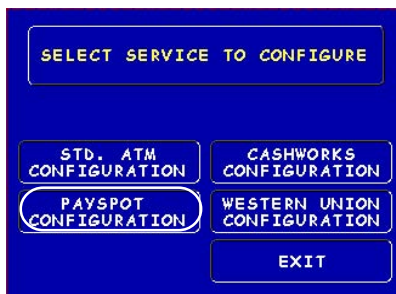 SELECT SERVICE TO CONFIGURE
STD. ATM
CONFIGURATION
CASHWORKS
CONFIGURATION
PAYSPOT
CONFIGURATION
WESTERN UNION
CONFIGURATION
EXIT